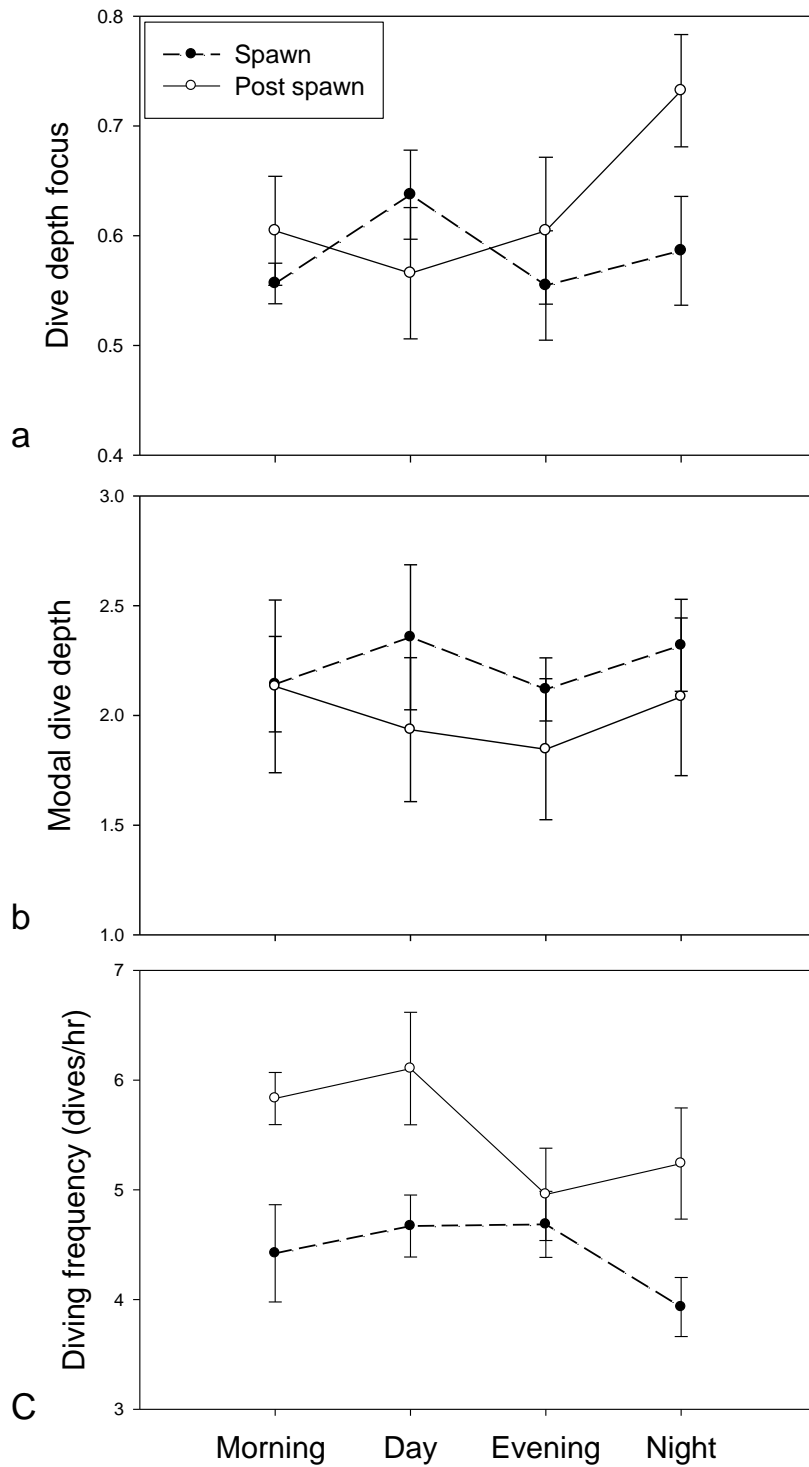 0.8
Spawn
Post spawn
0.7
0.6
0.5
0.4
Dive depth focus
a
3.0
2.5
2.0
1.5
1.0
Modal dive depth
b
7
6
5
4
3
Diving frequency (dives/hr)
C
Morning Day Evening Night